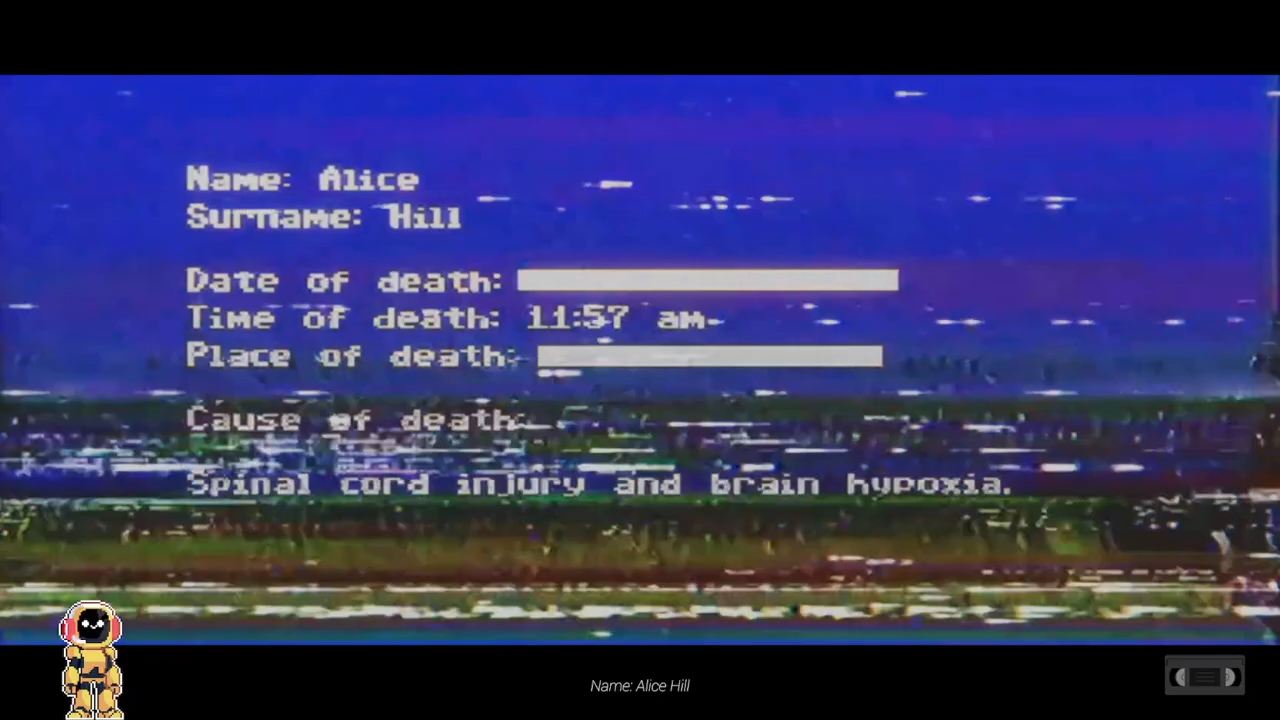 Name: Alice
Surname: Hill
Date of death:
Time of death: 11:57 am.
Place of death:
Cause of death:
Spinal cord injury and brain hypoxia.
Name: Alice Hill